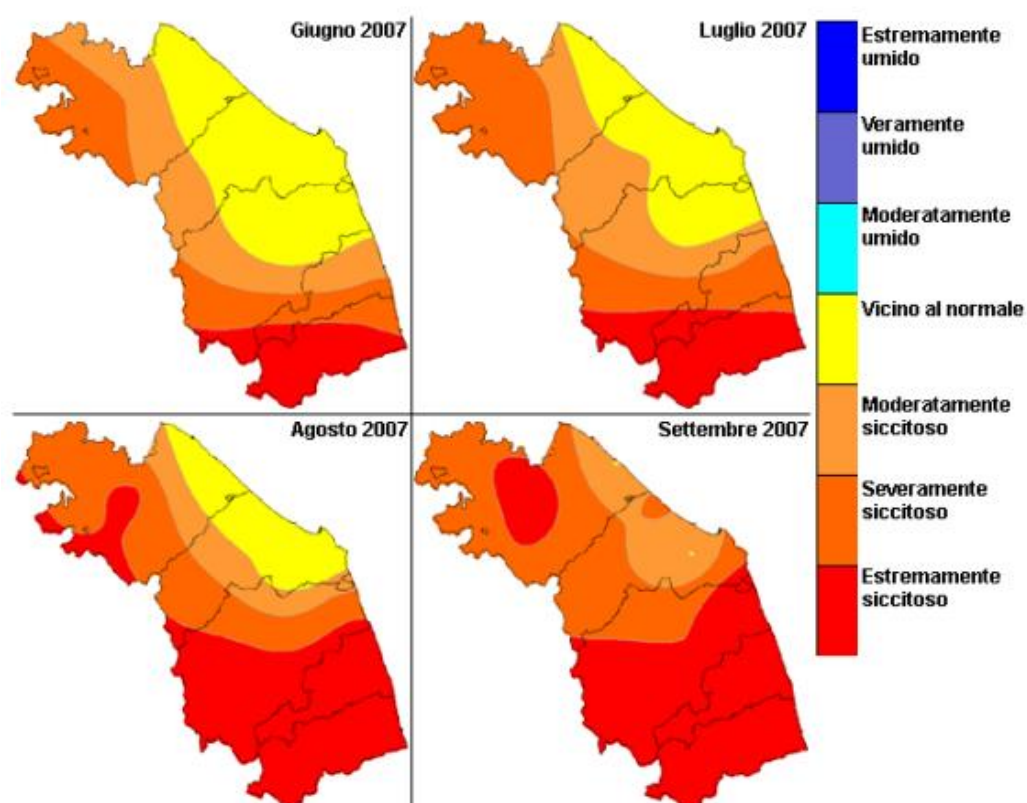 Giugno 2007
Luglio 2007
Agosto 2007
Settembre 2007
Estremamente
umido
Veramente
umido
Moderatamente
umido
Vicino al normale
Moderatamente
siccitoso
Severamente
siccitoso
Estremamente
siccitoso